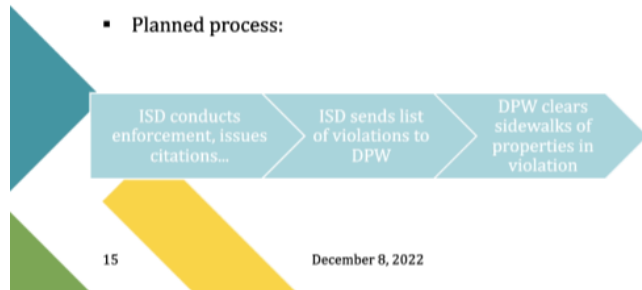 ▪ Planned process:
ISD conducts
enforcement, issues
citations...
ISD sends list
of violations to
DPW
DPW clears
sidewalks of
properties in
violation
15
December 8, 2022